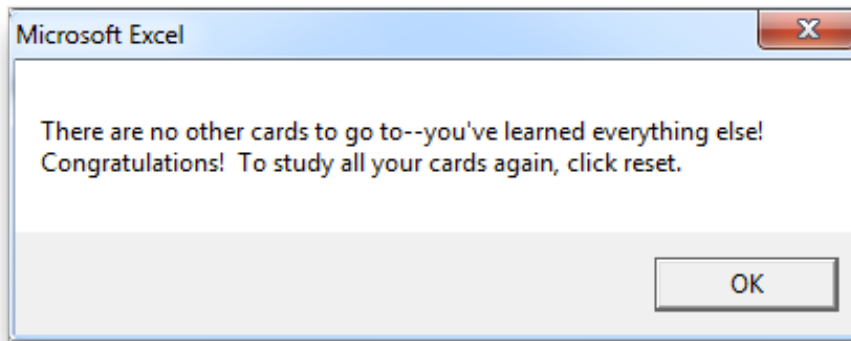 Microsoft Excel
There are no other cards to go to--you've learned everything else!
Congratulations!  To study all your cards again, click reset.
OK